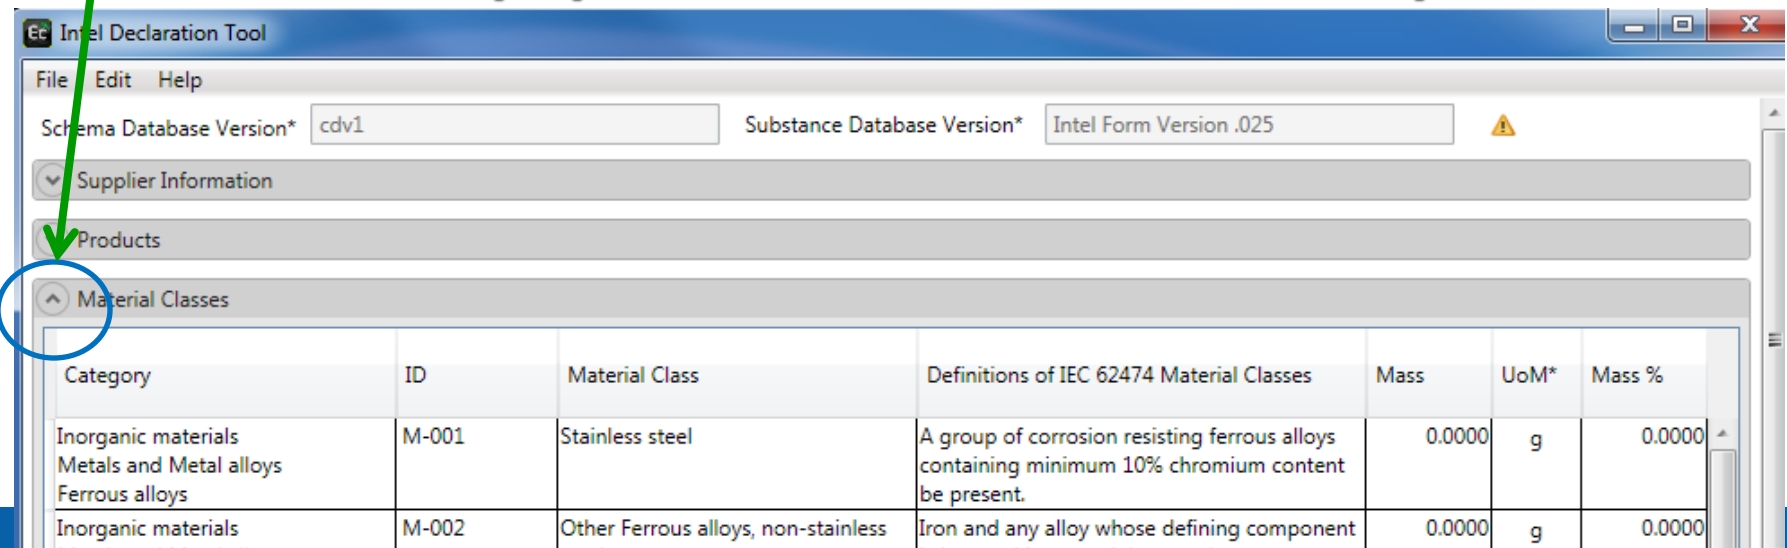 EC Intel Declaration Tool
File Edit Help
Schema Database Version* cdv1 Substance Database Version* Intel Form Version .025
Supplier Information
Products
Material Classes
Category ID Material Class Definitions of IEC 62474 Material Classes Mass UoM* Mass %
Inorganic materials M-001 Stainless steel A group of corrosion resisting ferrous alloys 0.0000 g 0.0000
Metals and Metal alloys containing minimum 10% chromium content
Ferrous alloys be present.
Inorganic materials M-002 Other Ferrous alloys, non-stainless Iron and any alloy whose defining component 0.0000 g 0.0000